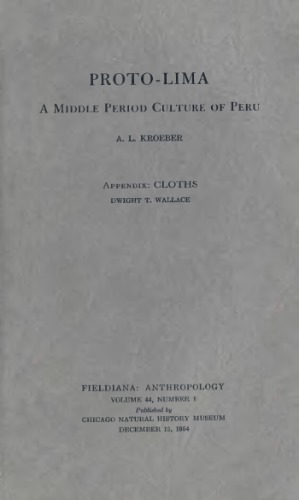 PROTO-LIMA
A MIDDLE PERIOD CULTURE OF PERU
A. L. KROEBER
APPENDIX: CLOTHS
DWIGHT T. WALLACE
FIELDIANA: ANTHROPOLOGY
VOLUME 44, NUMBER 1
Published by
CHICAGO NATURAL HISTORY MUSEUM
DECEMBER 13, 1954